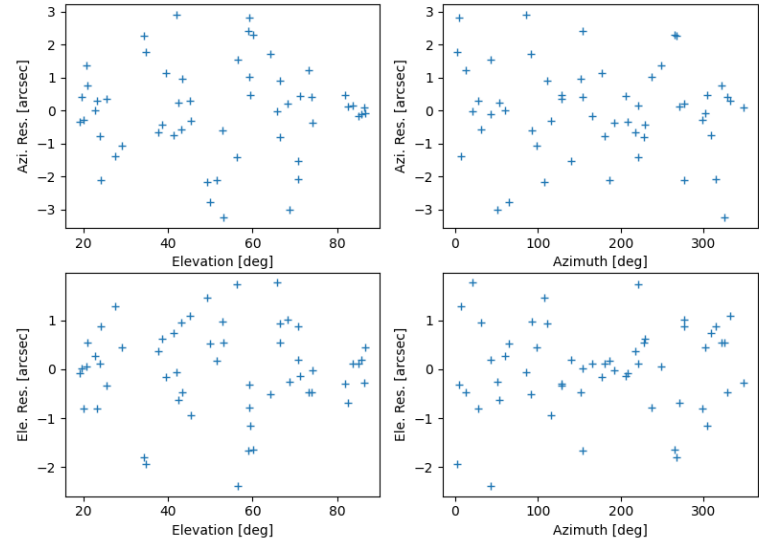 3
2
1
0
−1
−2
−3
Azi. Res. [arcsec]
20 40 60 80
Elevation [deg]
3
2
1
0
−1
−2
−3
Azi. Res. [arcsec]
0 100 200 300
Azimuth [deg]
1
0
−1
−2
Ele. Res. [arcsec]
20 40 60 80
Elevation [deg]
1
0
−1
−2
Ele. Res. [arcsec]
0 100 200 300
Azimuth [deg]